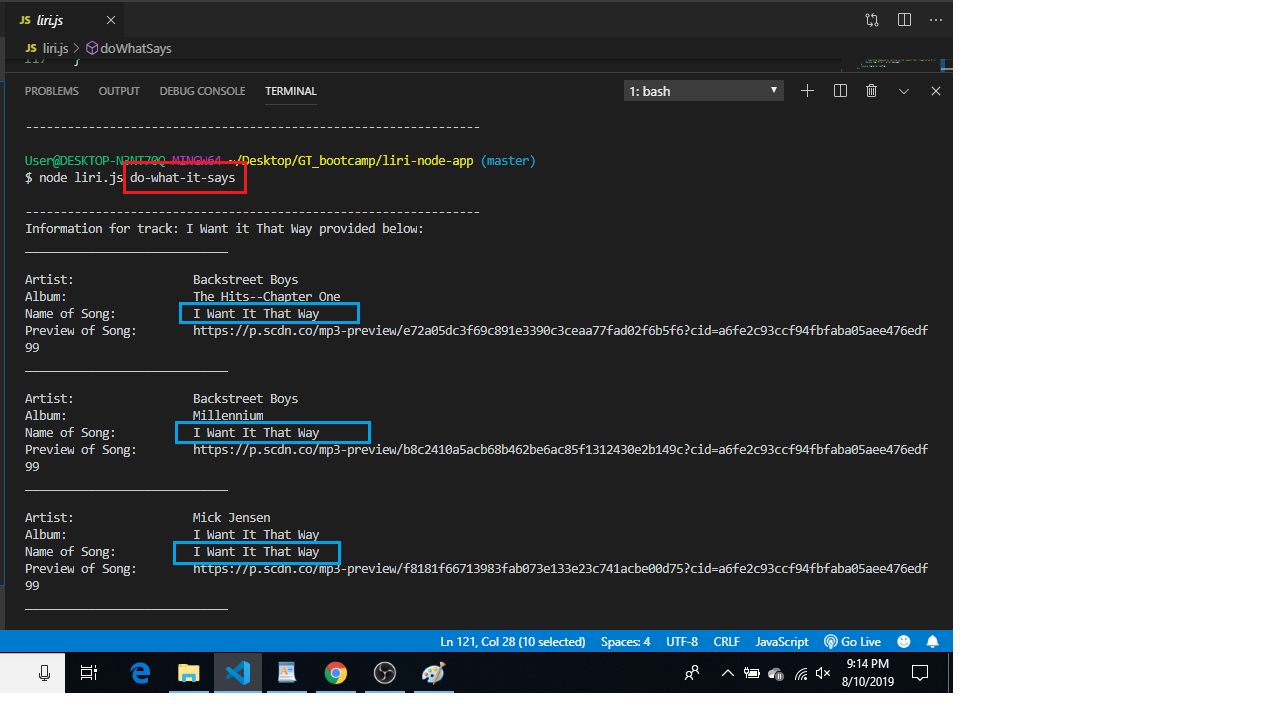 JS liri.js
JS liri.js > doWhatSays
117 }
PROBLEMS OUTPUT DEBUG CONSOLE TERMINAL 1: bash
-----------------------------------------------------------------
User@DESKTOP-N3NT70Q MINGW64 ~/Desktop/GT_bootcamp/liri-node-app (master)
$ node liri.js do-what-it-says
-----------------------------------------------------------------
Information for track: I Want it That Way provided below:
_____________________________
Artist: Backstreet Boys
Album: The Hits--Chapter One
Name of Song: I Want It That Way
Preview of Song: https://p.scdn.co/mp3-preview/e72a05dc3f69c891e3390c3ceaa77fad02f6b5f6?cid=a6fe2c93ccf94fbfaba05aee476edf
99
_____________________________
Artist: Backstreet Boys
Album: Millennium
Name of Song: I Want It That Way
Preview of Song: https://p.scdn.co/mp3-preview/b8c2410a5acb68b462be6ac85f1312430e2b149c?cid=a6fe2c93ccf94fbfaba05aee476edf
99
_____________________________
Artist: Mick Jensen
Album: I Want It That Way
Name of Song: I Want It That Way
Preview of Song: https://p.scdn.co/mp3-preview/f8181f66713983fab073e133e23c741acbe00d75?cid=a6fe2c93ccf94fbfaba05aee476edf
99
_____________________________
Ln 121, Col 28 (10 selected) Spaces: 4 UTF-8 CRLF JavaScript Go Live
9:14 PM
8/10/2019